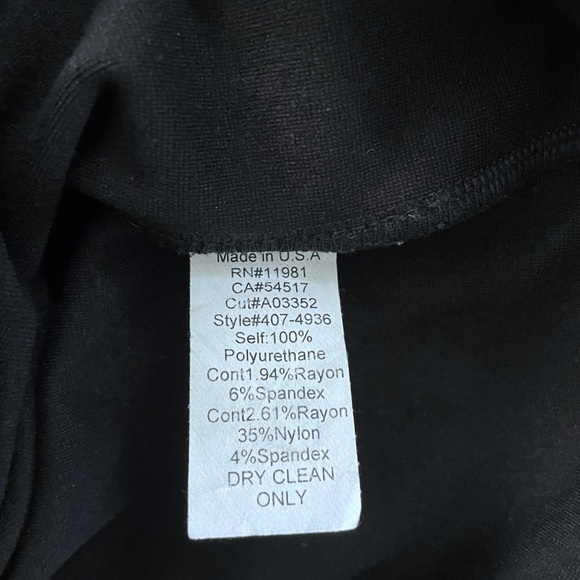 Made in U.S.A
RN#11981
CA#54517
Cut#A03352
Style#407-4936
Self:100%
Polyurethane
Cont1.94%Rayon
6%Spandex
Cont2.61%Rayon
35%Nylon
4%Spandex
DRY CLEAN
ONLY